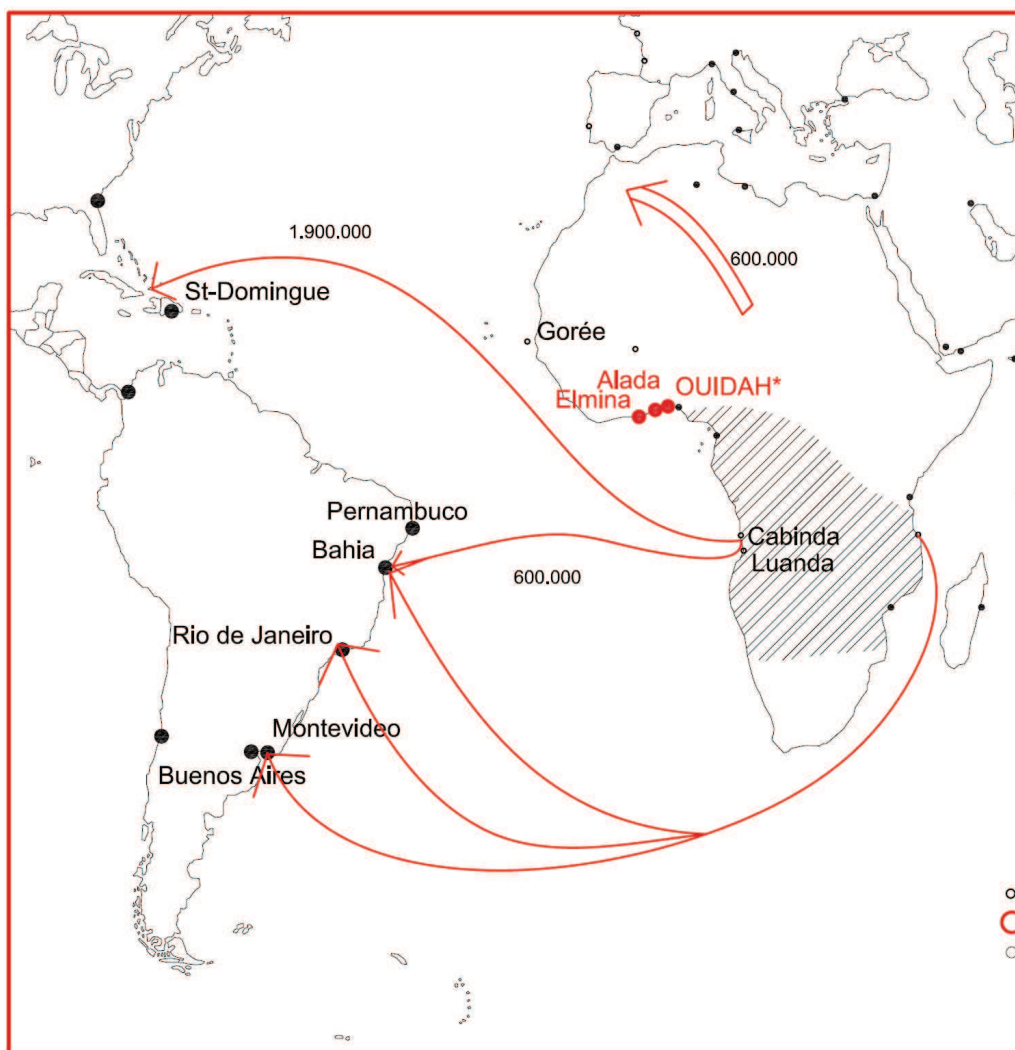 1.900.000
600.000
St-Domingue
Gorée
Alada
OUIDAH*
Elmina
Pernambuco
Cabinda
Bahia
Luanda
600.000
Rio de Janeiro
Montevideo
Buenos Aires